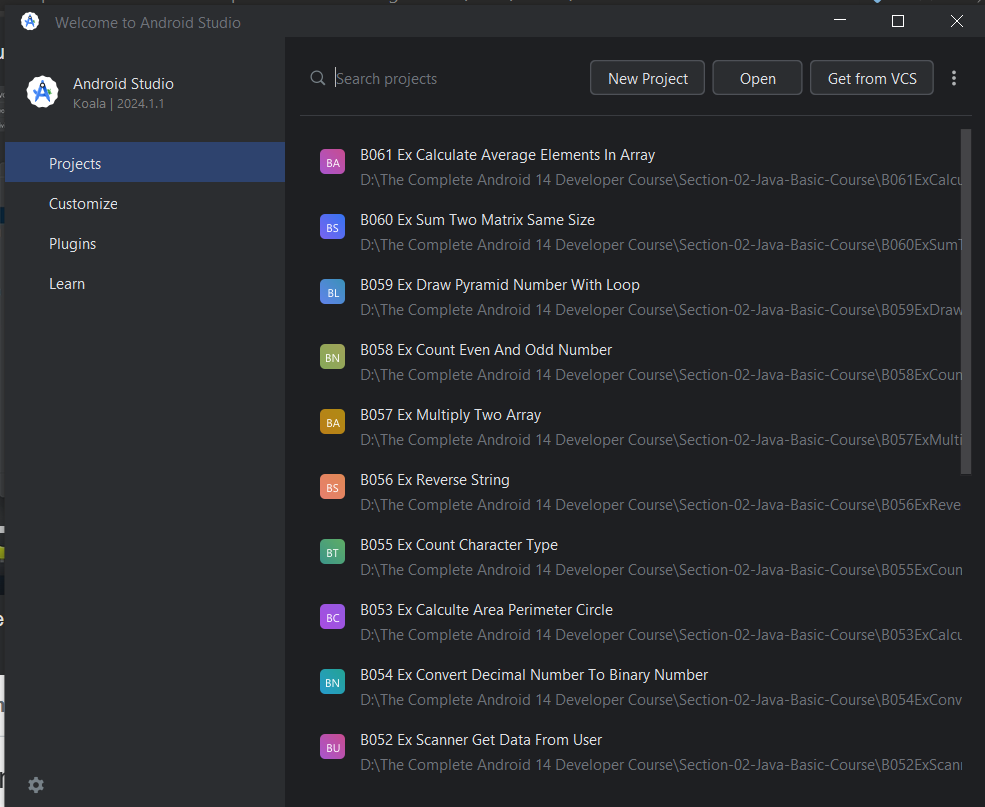 Welcome to Android Studio
Android Studio
Koala | 2024.1.1
Projects
Customize
Plugins
Learn
Search projects
New Project
Open
Get from VCS
BA
B061 Ex Calculate Average Elements In Array
D:\The Complete Android 14 Developer Course\Section-02-Java-Basic-Course\B061ExCalcu
BS
B060 Ex Sum Two Matrix Same Size
D:\The Complete Android 14 Developer Course\Section-02-Java-Basic-Course\B060ExSumT
BL
B059 Ex Draw Pyramid Number With Loop
D:\The Complete Android 14 Developer Course\Section-02-Java-Basic-Course\B059ExDraw
BN
B058 Ex Count Even And Odd Number
D:\The Complete Android 14 Developer Course\Section-02-Java-Basic-Course\B058ExCoun
BA
B057 Ex Multiply Two Array
D:\The Complete Android 14 Developer Course\Section-02-Java-Basic-Course\B057ExMulti
BS
B056 Ex Reverse String
D:\The Complete Android 14 Developer Course\Section-02-Java-Basic-Course\B056ExReve
BT
B055 Ex Count Character Type
D:\The Complete Android 14 Developer Course\Section-02-Java-Basic-Course\B055ExCoun
BC
B053 Ex Calculte Area Perimeter Circle
D:\The Complete Android 14 Developer Course\Section-02-Java-Basic-Course\B053ExCalcu
BN
B054 Ex Convert Decimal Number To Binary Number
D:\The Complete Android 14 Developer Course\Section-02-Java-Basic-Course\B054ExConv
BU
B052 Ex Scanner Get Data From User
D:\The Complete Android 14 Developer Course\Section-02-Java-Basic-Course\B052ExScan